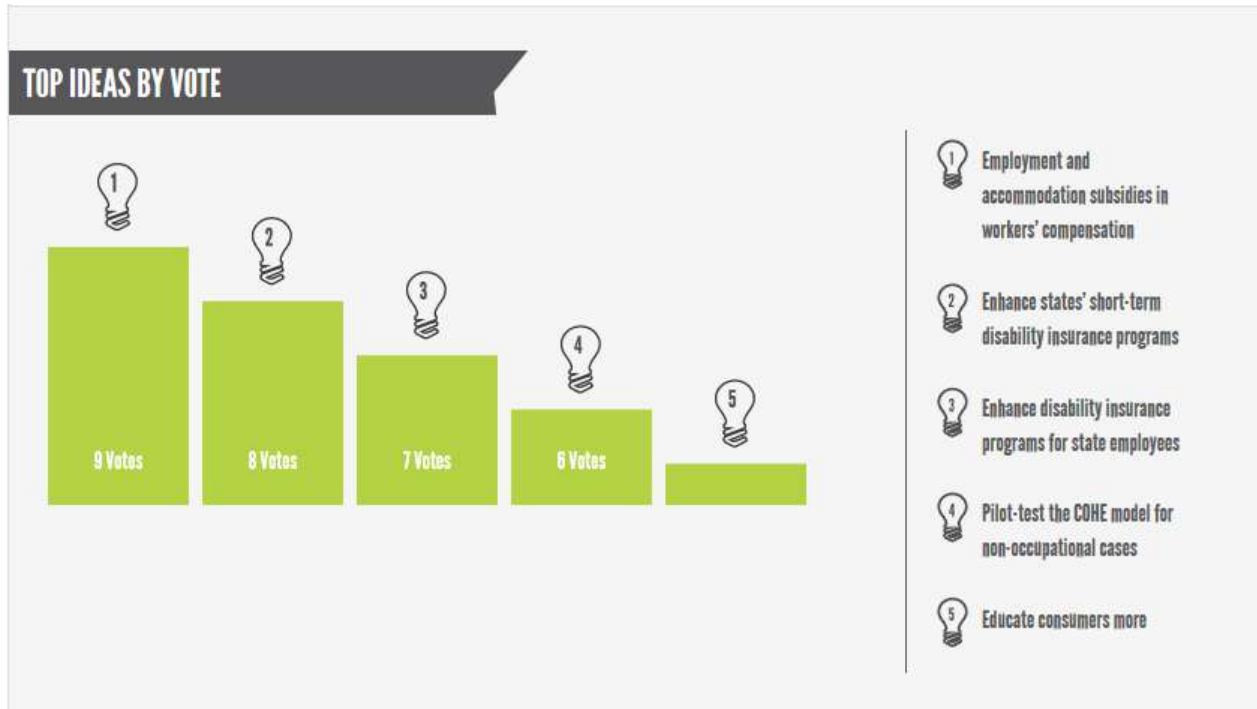 TOP IDEAS BY VOTE
1
2
3
4
5
9 Votes
8 Votes
7 Votes
6 Votes
1
Employment and
accommodation subsidies in
workers' compensation
2
Enhance states' short-term
disability insurance programs
3
Enhance disability insurance
programs for state employees
4
Pilot-test the COHE model for
non-occupational cases
5
Educate consumers more